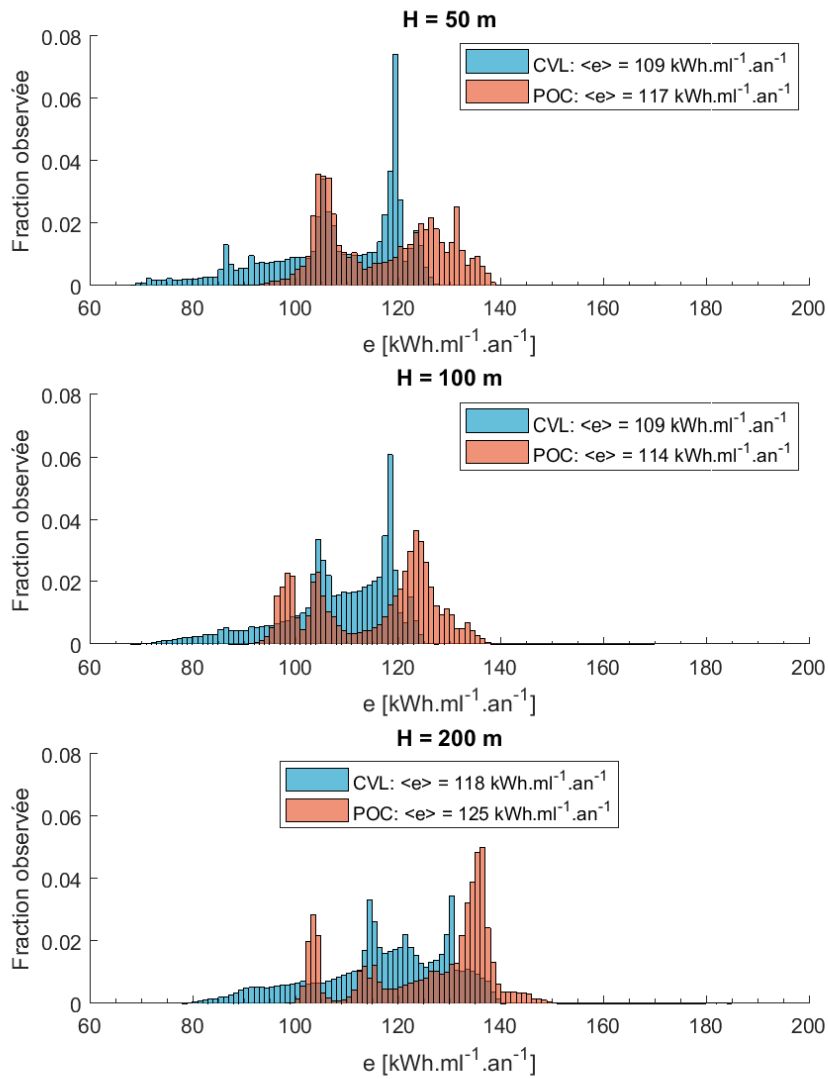 H = 50 m
0.08
0.06
0.04
0.02
0
Fraction observée
CVL: <e> = 109 kWh.ml⁻¹.an⁻¹
POC: <e> = 117 kWh.ml⁻¹.an⁻¹
60 80 100 120 140 160 180 200
e [kWh.ml⁻¹.an⁻¹]
H = 100 m
0.08
0.06
0.04
0.02
0
Fraction observée
CVL: <e> = 109 kWh.ml⁻¹.an⁻¹
POC: <e> = 114 kWh.ml⁻¹.an⁻¹
60 80 100 120 140 160 180 200
e [kWh.ml⁻¹.an⁻¹]
H = 200 m
0.08
0.06
0.04
0.02
0
Fraction observée
CVL: <e> = 118 kWh.ml⁻¹.an⁻¹
POC: <e> = 125 kWh.ml⁻¹.an⁻¹
60 80 100 120 140 160 180 200
e [kWh.ml⁻¹.an⁻¹]